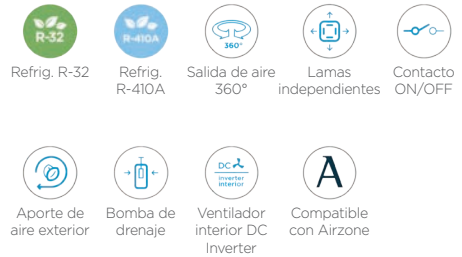 R-32
R-410A
360°
Refrig. R-32
Refrig.
R-410A
Salida de aire
360°
Lamas
independientes
Contacto
ON/OFF
DC
inverter
interior
A
Aporte de
aire exterior
Bomba de
drenaje
Ventilador
interior DC
Inverter
Compatible
con Airzone